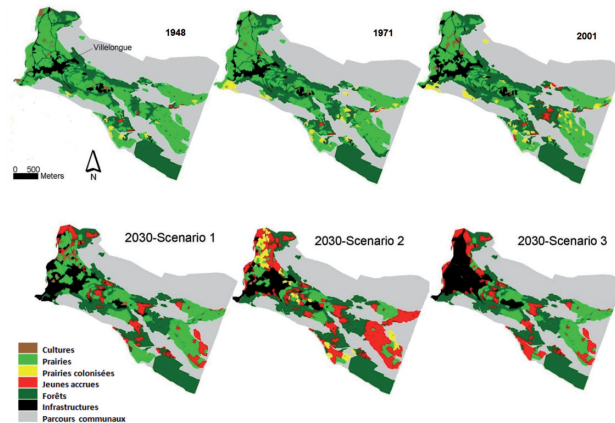 1948
1971
2001
Villelongue
0 500
Meters
N
2030-Scenario 1
2030-Scenario 2
2030-Scenario 3
Cultures
Prairies
Prairies colonisées
Jeunes accrues
Forêts
Infrastructures
Parcours communaux